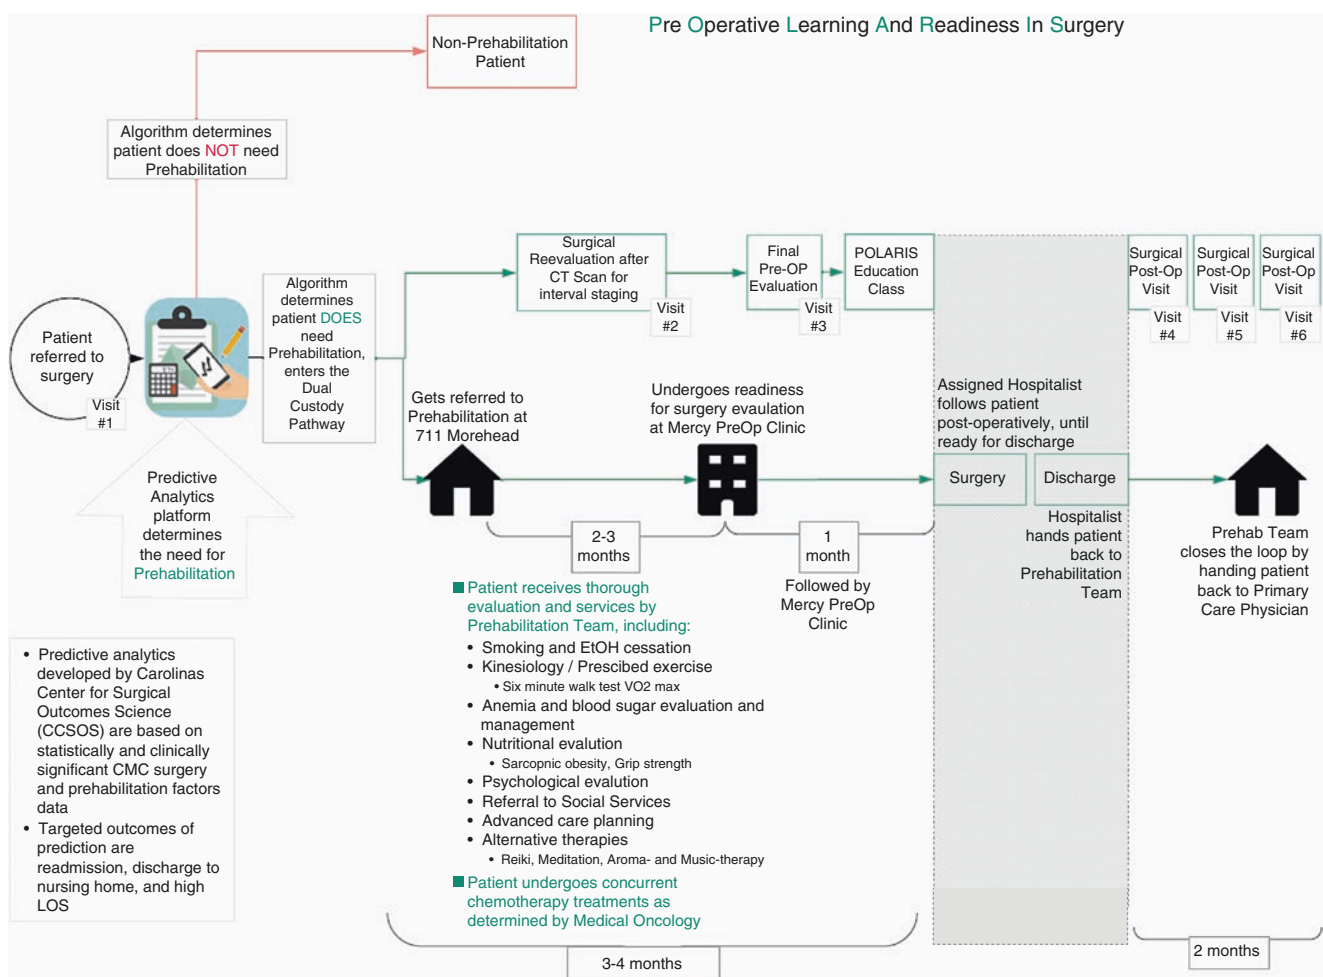 Pre Operative Learning And Readiness In Surgery
Non-Prehabilitation
Patient
Algorithm determines
patient does NOT need
Prehabilitation
Patient
referred to
surgery
Visit
#1
Algorithm
determines
patient DOES
need
Prehabilitation,
enters the
Dual
Custody
Pathway
Predictive
Analytics
platform
determines
the need for
Prehabilitation
Surgical
Reevaluation after
CT Scan for
interval staging
Visit
#2
Final
Pre-OP
Evaluation
Visit
#3
POLARIS
Education
Class
Surgical
Post-Op
Visit
Visit
#4
Surgical
Post-Op
Visit
Visit
#5
Surgical
Post-Op
Visit
Visit
#6
Gets referred to
Prehabilitation at
711 Morehead
Undergoes readiness
for surgery evaulation
at Mercy PreOp Clinic
Assigned Hospitalist
follows patient
post-operatively, until
ready for discharge
Surgery
Discharge
Hospitalist
hands patient
back to
Prehabilitation
Team
Prehab Team
closes the loop by
handing patient
back to Primary
Care Physician
2-3
months
1
month
Followed by
Mercy PreOp
Clinic
■ Patient receives thorough
evaluation and services by
Prehabilitation Team, including:
• Smoking and EtOH cessation
• Kinesiology / Prescibed exercise
• Six minute walk test VO2 max
• Anemia and blood sugar evaluation and
management
• Nutritional evalution
• Sarcopnic obesity, Grip strength
• Psychological evalution
• Referral to Social Services
• Advanced care planning
• Alternative therapies
• Reiki, Meditation, Aroma- and Music-therapy
■ Patient undergoes concurrent
chemotherapy treatments as
determined by Medical Oncology
• Predictive analytics
developed by Carolinas
Center for Surgical
Outcomes Science
(CCSOS) are based on
statistically and clinically
significant CMC surgery
and prehabilitation factors
data
• Targeted outcomes of
prediction are
readmission, discharge to
nursing home, and high
LOS
3-4 months
2 months